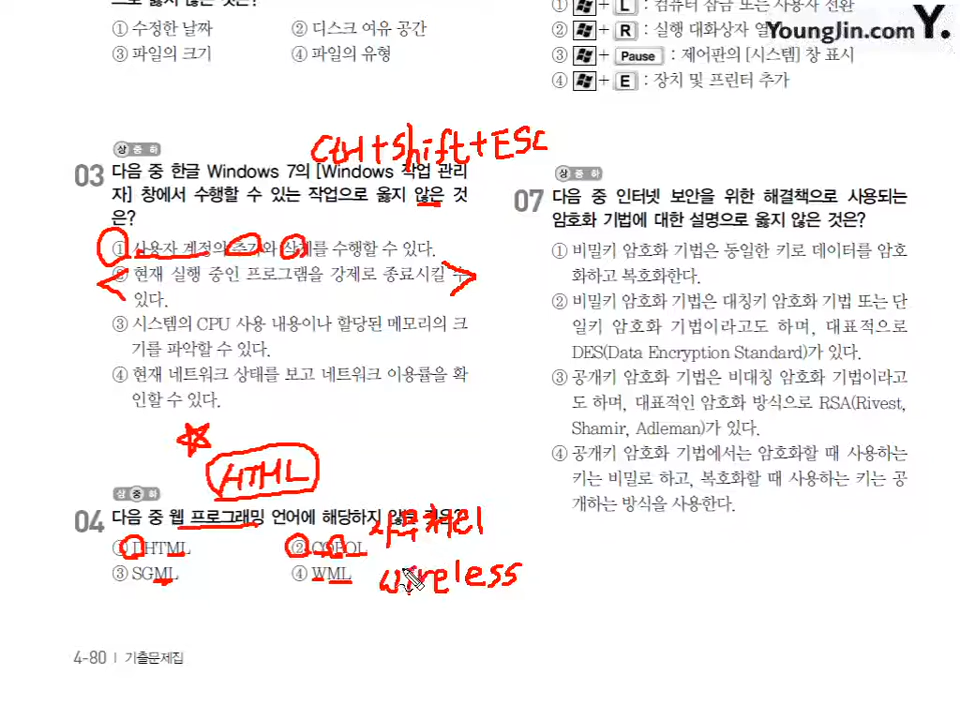 ① 수정한 날짜
② 디스크 여유 공간
③ 파일의 크기
④ 파일의 유형
상 중 하
Ctrl+Shift+ESC
03 다음 중 한글 Windows 7의 [Windows 작업 관리
자] 창에서 수행할 수 있는 작업으로 옳지 않은 것
은?
① 사용자 계정의 추가와 삭제를 수행할 수 있다.
② 현재 실행 중인 프로그램을 강제로 종료시킬 수
있다.
③ 시스템의 CPU 사용 내용이나 할당된 메모리의 크
기를 파악할 수 있다.
④ 현재 네트워크 상태를 보고 네트워크 이용률을 확
인할 수 있다.
HTML
상 중 하
04 다음 중 웹 프로그래밍 언어에 해당하지 않는 것은?
① DHTML
② COBOL
사무처리
③ SGML
④ WML
wireless
4-80 기출문제집
① + L : 컴퓨터 잠금 또는 사용자 전환
② + R : 실행 대화상자 열
YoungJin.com Y.
③ + Pause : 제어판의 [시스템] 창 표시
④ + E : 장치 및 프린터 추가
상 중 하
07 다음 중 인터넷 보안을 위한 해결책으로 사용되는
암호화 기법에 대한 설명으로 옳지 않은 것은?
① 비밀키 암호화 기법은 동일한 키로 데이터를 암호
화하고 복호화한다.
② 비밀키 암호화 기법은 대칭키 암호화 기법 또는 단
일키 암호화 기법이라고도 하며, 대표적으로
DES(Data Encryption Standard)가 있다.
③ 공개키 암호화 기법은 비대칭 암호화 기법이라고
도 하며, 대표적인 암호화 방식으로 RSA(Rivest,
Shamir, Adleman)가 있다.
④ 공개키 암호화 기법에서는 암호화할 때 사용하는
키는 비밀로 하고, 복호화할 때 사용하는 키는 공
개하는 방식을 사용한다.